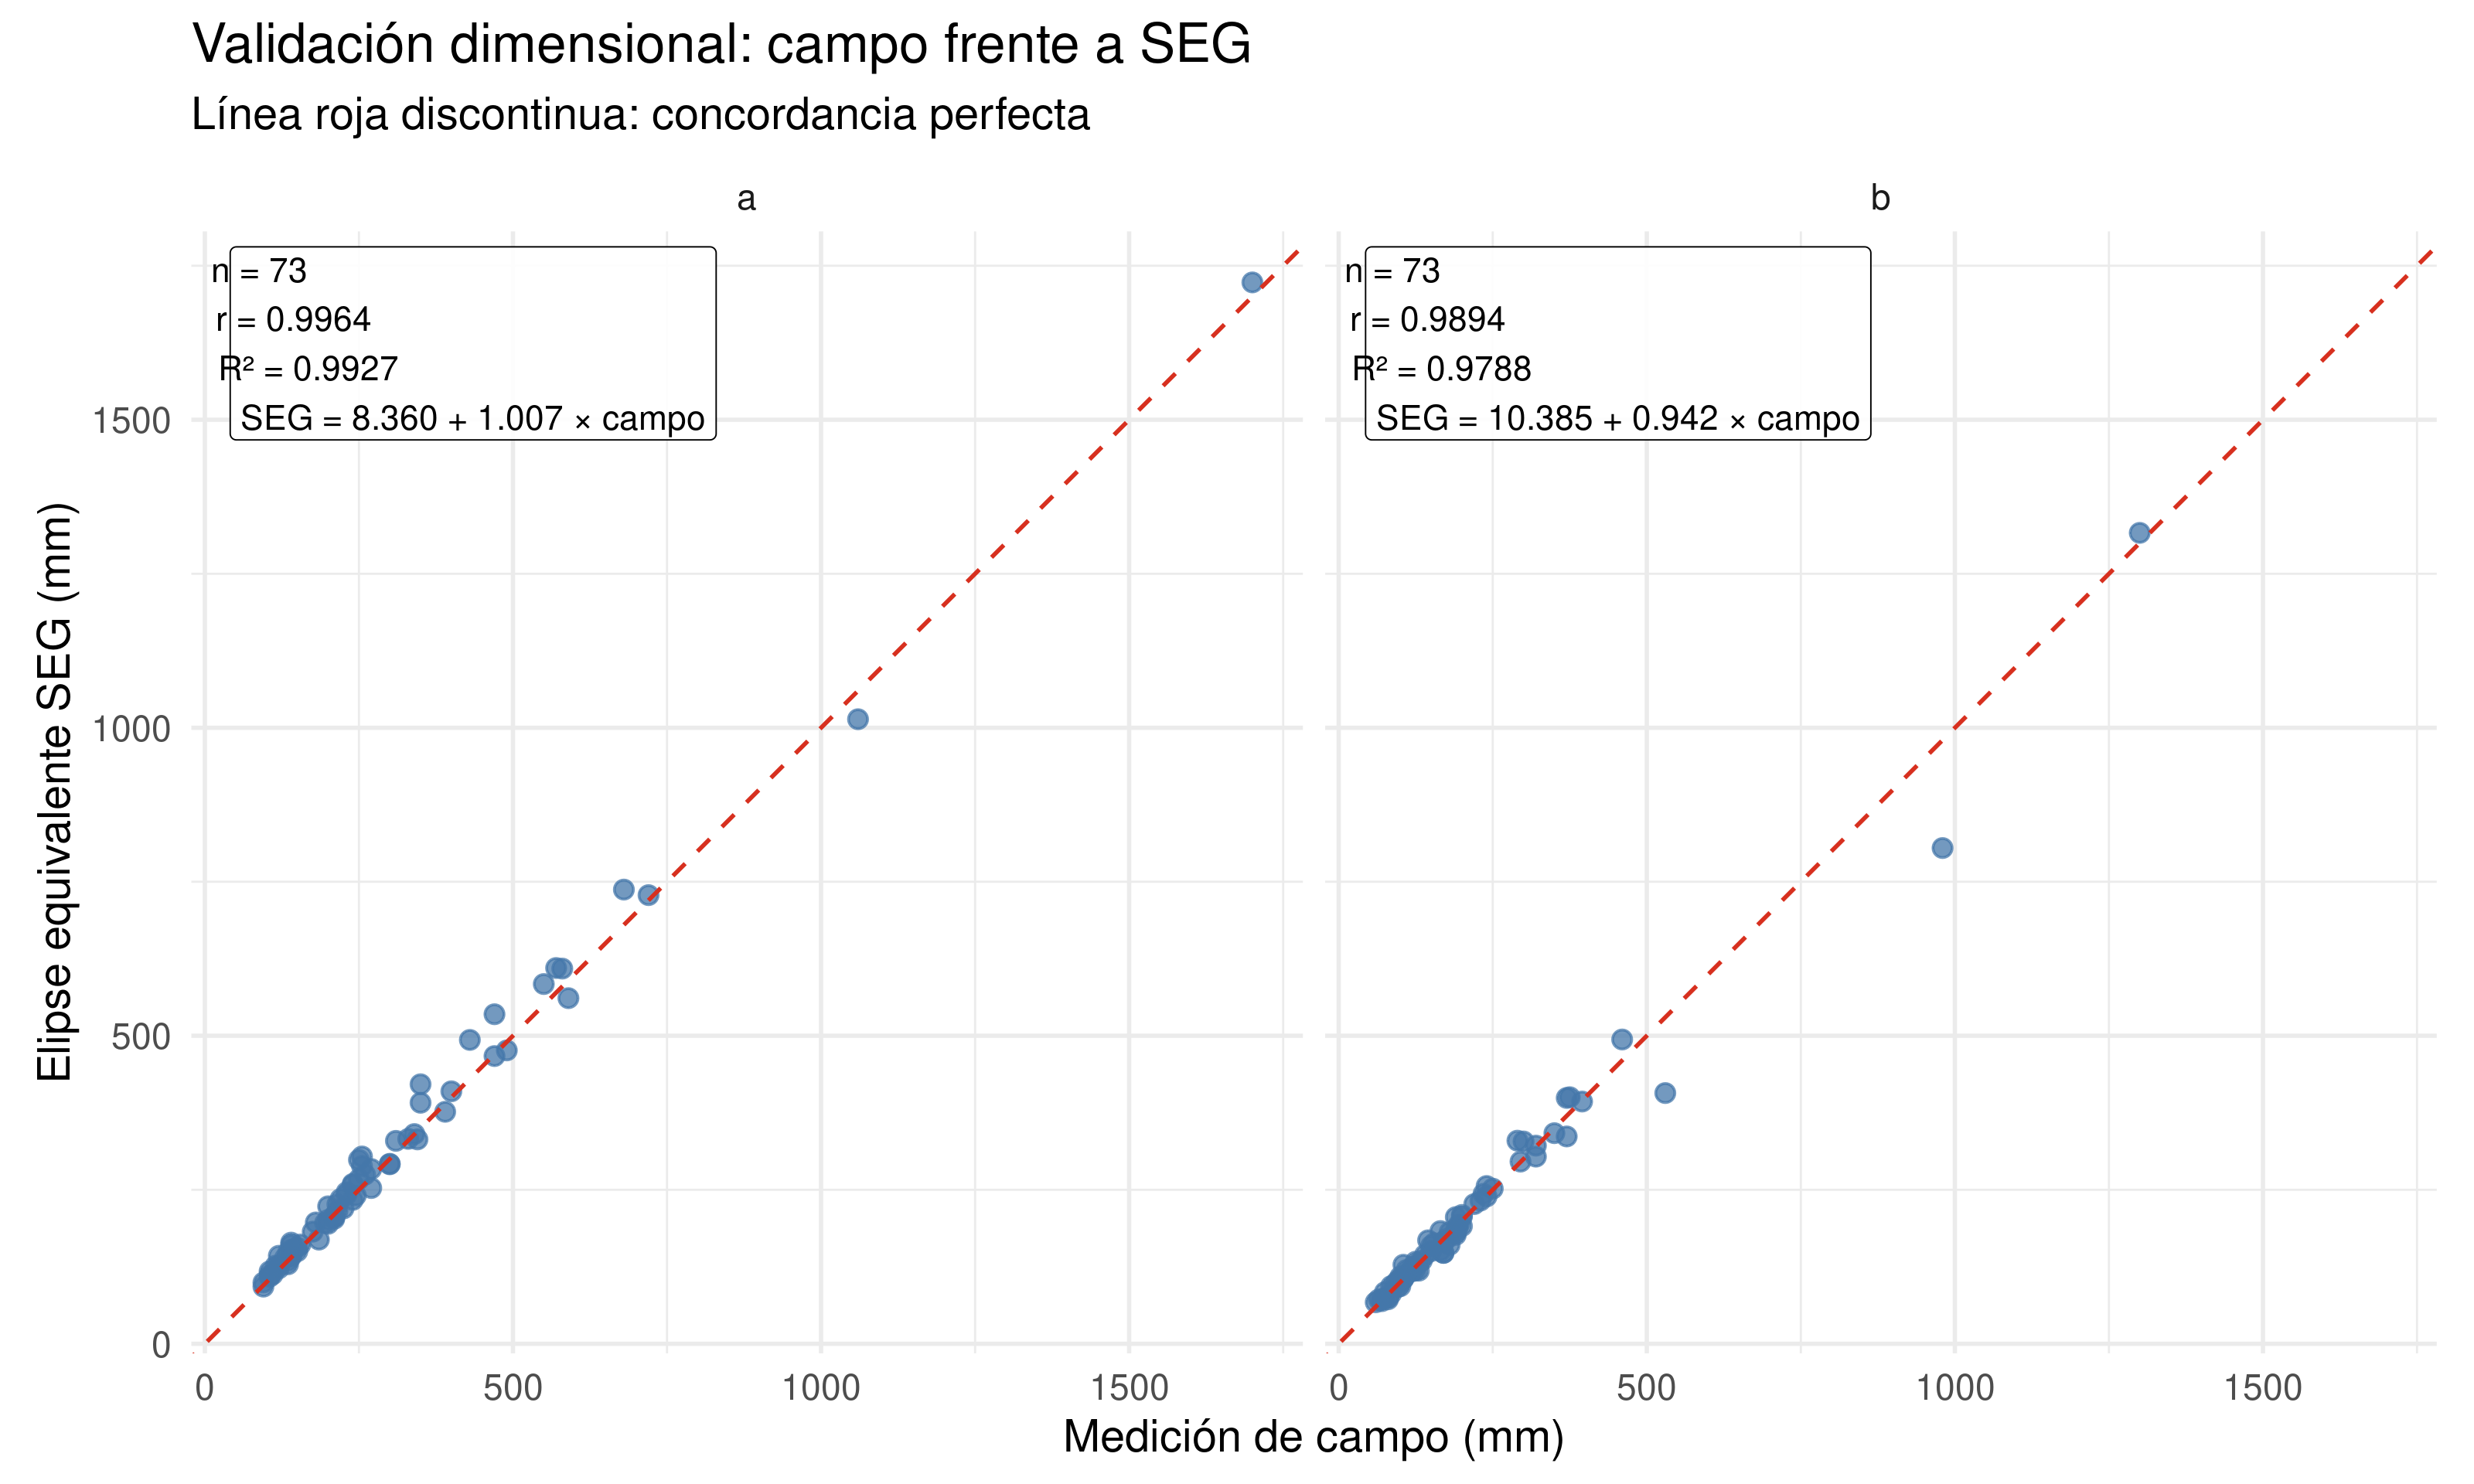 Validación dimensional: campo frente a SEG
Línea roja discontinua: concordancia perfecta
a
b
n = 73
r = 0.9964
R² = 0.9927
SEG = 8.360 + 1.007 × campo
n = 73
r = 0.9894
R² = 0.9788
SEG = 10.385 + 0.942 × campo
Elipse equivalente SEG (mm)
1500
1000
500
0
0 500 1000 1500
0 500 1000 1500
Medición de campo (mm)